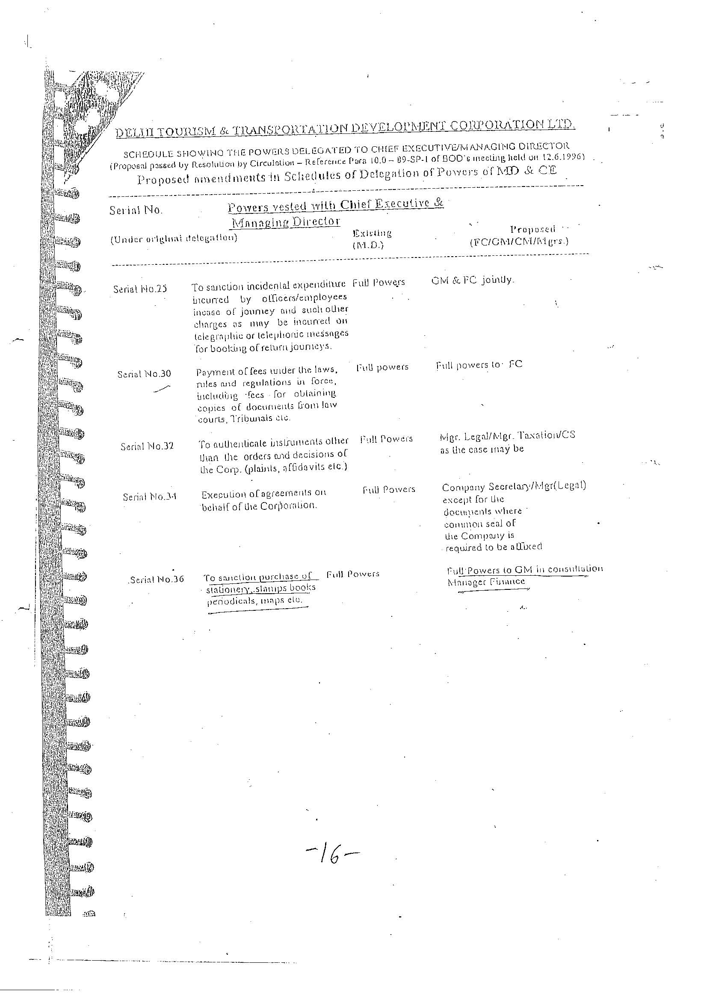 DELHI TOURISM & TRANSPORTATION DEVELOPMENT CORPORATION LTD.
SCHEDULE SHOWING THE POWERS DELEGATED TO CHIEF EXECUTIVE/MANAGING DIRECTOR
(Proposal passed by Resolution by Circulation – Reference Para 10.0 – 89-SP-1 of BOD's meeting held on 12.6.1996)
Proposed amendments in Schedules of Delegation of Powers of MD & CE
Serial No. Powers vested with Chief Executive &
Managing Director
(Under original delegation) Existing Proposed
(M.D.) (FC/GM/CM/Mgrs.)
Serial No.25 To sanction incidental expenditure Full Powers GM & FC jointly.
incurred by officers/employees
incase of journey and such other
charges as may be incurred on
telegraphic or telephonic messages
for booking of return journeys.
Serial No.30 Payment of fees under the laws, Full powers Full powers to FC
rules and regulations in force,
including fees for obtaining
copies of documents from law
courts, Tribunals etc.
Serial No.32 To authenticate instruments other Full Powers Mgr. Legal/Mgr. Taxation/CS
than the orders and decisions of as the case may be
the Corp. (plaints, affidavits etc.)
Serial No.34 Execution of agreements on Full Powers Company Secretary/Mgr(Legal)
behalf of the Corporation. except for the
documents where
common seal of
the Company is
required to be affixed
Serial No.36 To sanction purchase of Full Powers Full Powers to GM in consultation
stationery, stamps books Manager Finance
periodicals, maps etc.
-16-